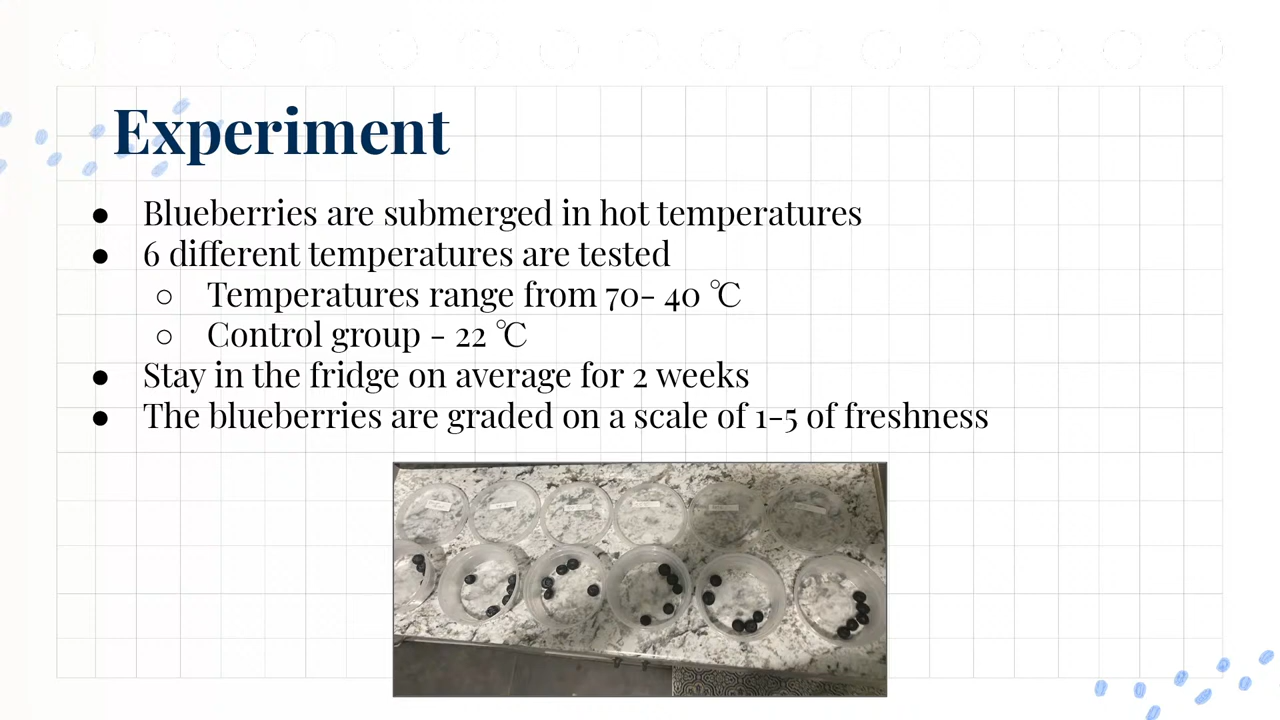 Experiment
● Blueberries are submerged in hot temperatures
● 6 different temperatures are tested
○ Temperatures range from 70- 40 ℃
○ Control group - 22 ℃
● Stay in the fridge on average for 2 weeks
● The blueberries are graded on a scale of 1-5 of freshness